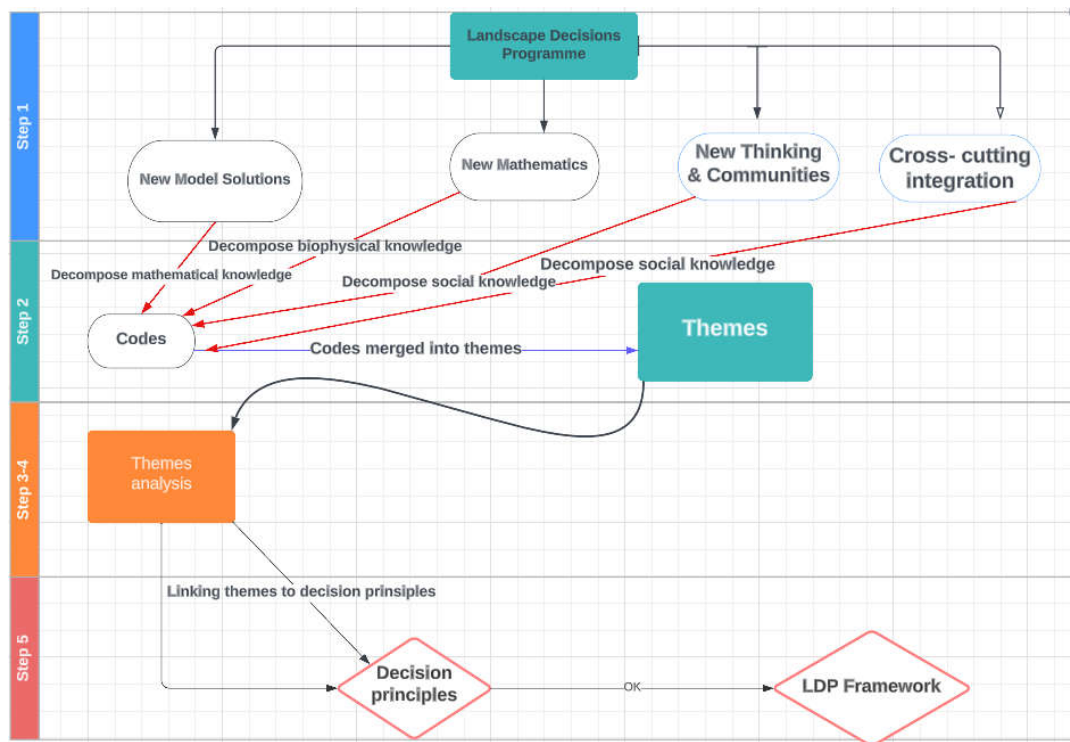 Landscape Decisions
Programme
Step 1
New Model Solutions
New Mathematics
New Thinking
& Communities
Cross- cutting
integration
Decompose biophysical knowledge
Decompose mathematical knowledge
Decompose social knowledge
Decompose social knowledge
Step 2
Codes
Codes merged into themes
Themes
Step 3-4
Themes
analysis
Linking themes to decision prinsiples
Step 5
Decision
principles
OK
LDP Framework